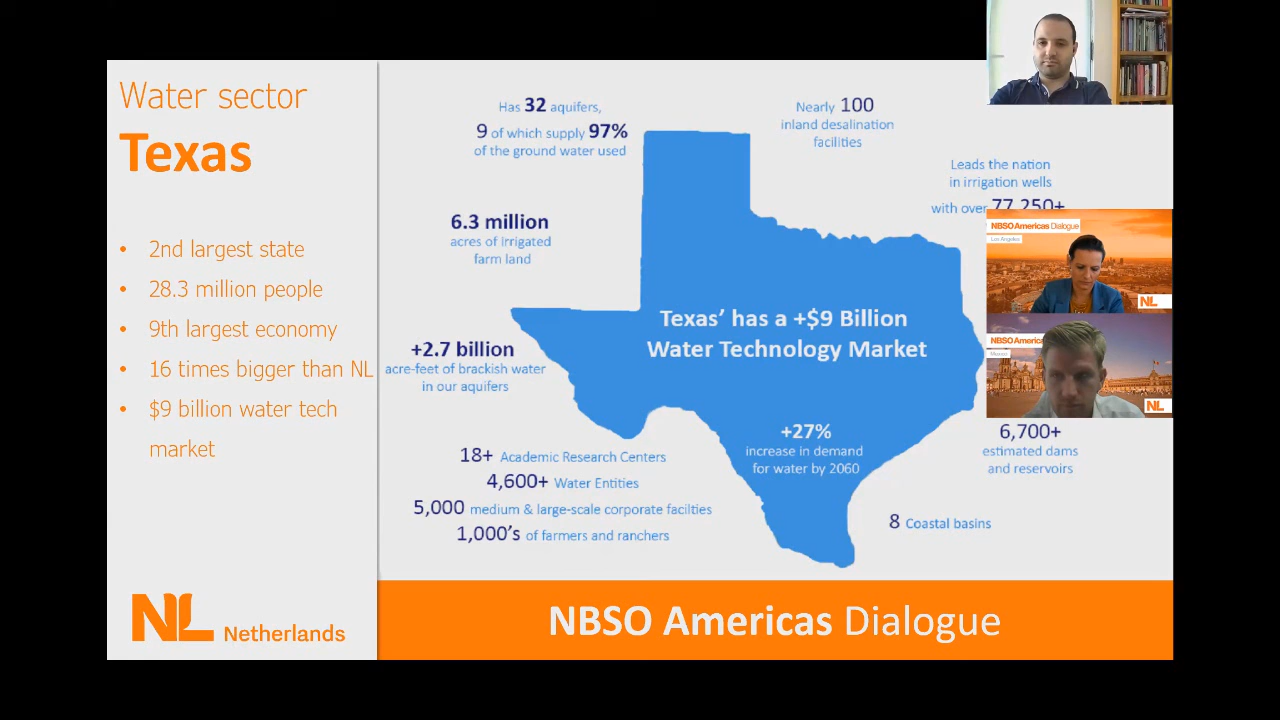 Water sector
Texas
• 2nd largest state
• 28.3 million people
• 9th largest economy
• 16 times bigger than NL
• $9 billion water tech
market
NL Netherlands
Has 32 aquifers,
9 of which supply 97%
of the ground water used
Nearly 100
inland desalination
facilities
Leads the nation
in irrigation wells
with over 77,250+
6.3 million
acres of Irrigated
farm land
Texas’ has a +$9 Billion
Water Technology Market
+2.7 billion
acre-feet of brackish water
in our aquifers
+27%
increase in demand
for water by 2060
6,700+
estimated dams
and reservoirs
18+ Academic Research Centers
4,600+ Water Entities
5,000 medium & large-scale corporate facilties
1,000’s of farmers and ranchers
8 Coastal basins
NBSO Americas Dialogue
NBSO Americas Dialogue
Los Angeles
NL
NBSO America
Mexico
NL